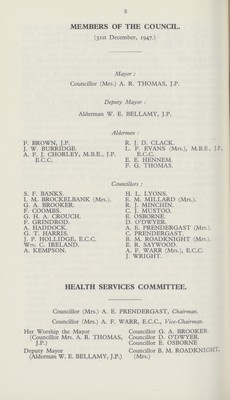 8
MEMBERS OF THE COUNCIL.
(31st December, 1947.)
Mayor :
Councillor (Mrs.) A. R. THOMAS, J.P.
Deputy Mayor :
Alderman W. E. BELLAMY, J.P.
Aldermen :
F. BROWN, J.P.
J. W. BURRIDGE.
A. F. J. CHORLEY, M.B.E., J.P.
E.C.C.
R. J. D. CLACK.
L. F. EVANS (Mrs.), M.B.E., J.P.
E.C.C.
E. E. HENNEM.
F. G. THOMAS.
Councillors :
S. F. BANKS.
I. M. BROCKELBANK (Mrs.).
G. A. BROOKER.
F. COOMBS.
G. H. A. CROUCH.
F. GRINDROD.
A. HADDOCK.
G. T. HARRIS.
J. P. HOLLIDGE, E.C.C.
Wm. C. IRELAND.
A. KEMPSON.
H. L. LYONS.
E. M. MILLARD (Mrs.).
R. J. MINCHIN.
C. J. MUSTOO.
E. OSBORNE.
D. O'DWYER.
A. E. PRENDERGAST (Mrs.)
C. PRENDERGAST.
B. M. ROADKNIGHT (Mrs.).
E. R. SAYWOOD.
A. F. WARR (Mrs.), E.C.C.
J. WRIGHT.
HEALTH SERVICES COMMITTEE.
Councillor (Mrs.) A. E. PRENDERGAST, Chairman.
Councillor (Mrs.) A. F. WARR, E.C.C., Vice-Chairman.
Her Worship the Mayor
(Councillor Mrs. A. R. THOMAS,
J.P.)
Deputy Mayor
(Alderman W. E. BELLAMY, J.P.)
Councillor G. A. BROOKER.
Councillor D. O'DWYER.
Councillor E. OSBORNE
Councillor B. M. ROADKNIGHT,
(Mrs.)